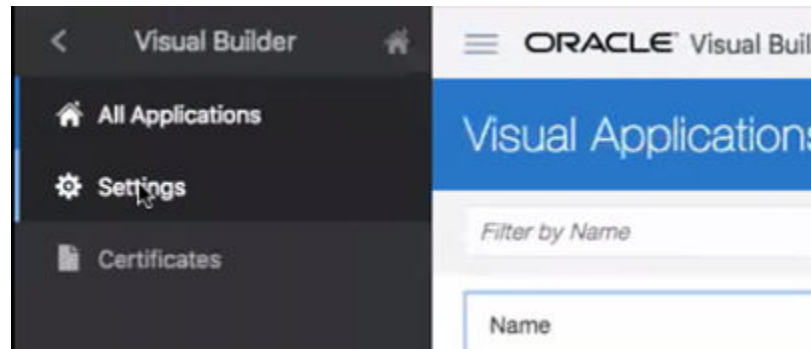 Visual Builder
All Applications
Settings
Certificates
ORACLE Visual Buil
Visual Applications
Filter by Name
Name